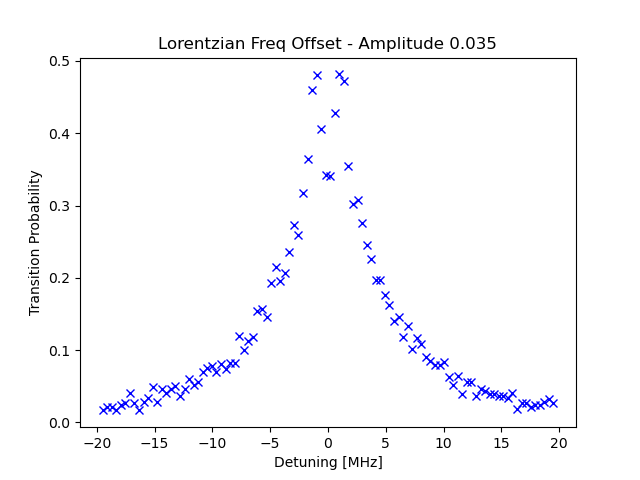 Lorentzian Freq Offset - Amplitude 0.035
0.5
0.4
0.3
0.2
0.1
0.0
Transition Probability
−20 −15 −10 −5 0 5 10 15 20
Detuning [MHz]